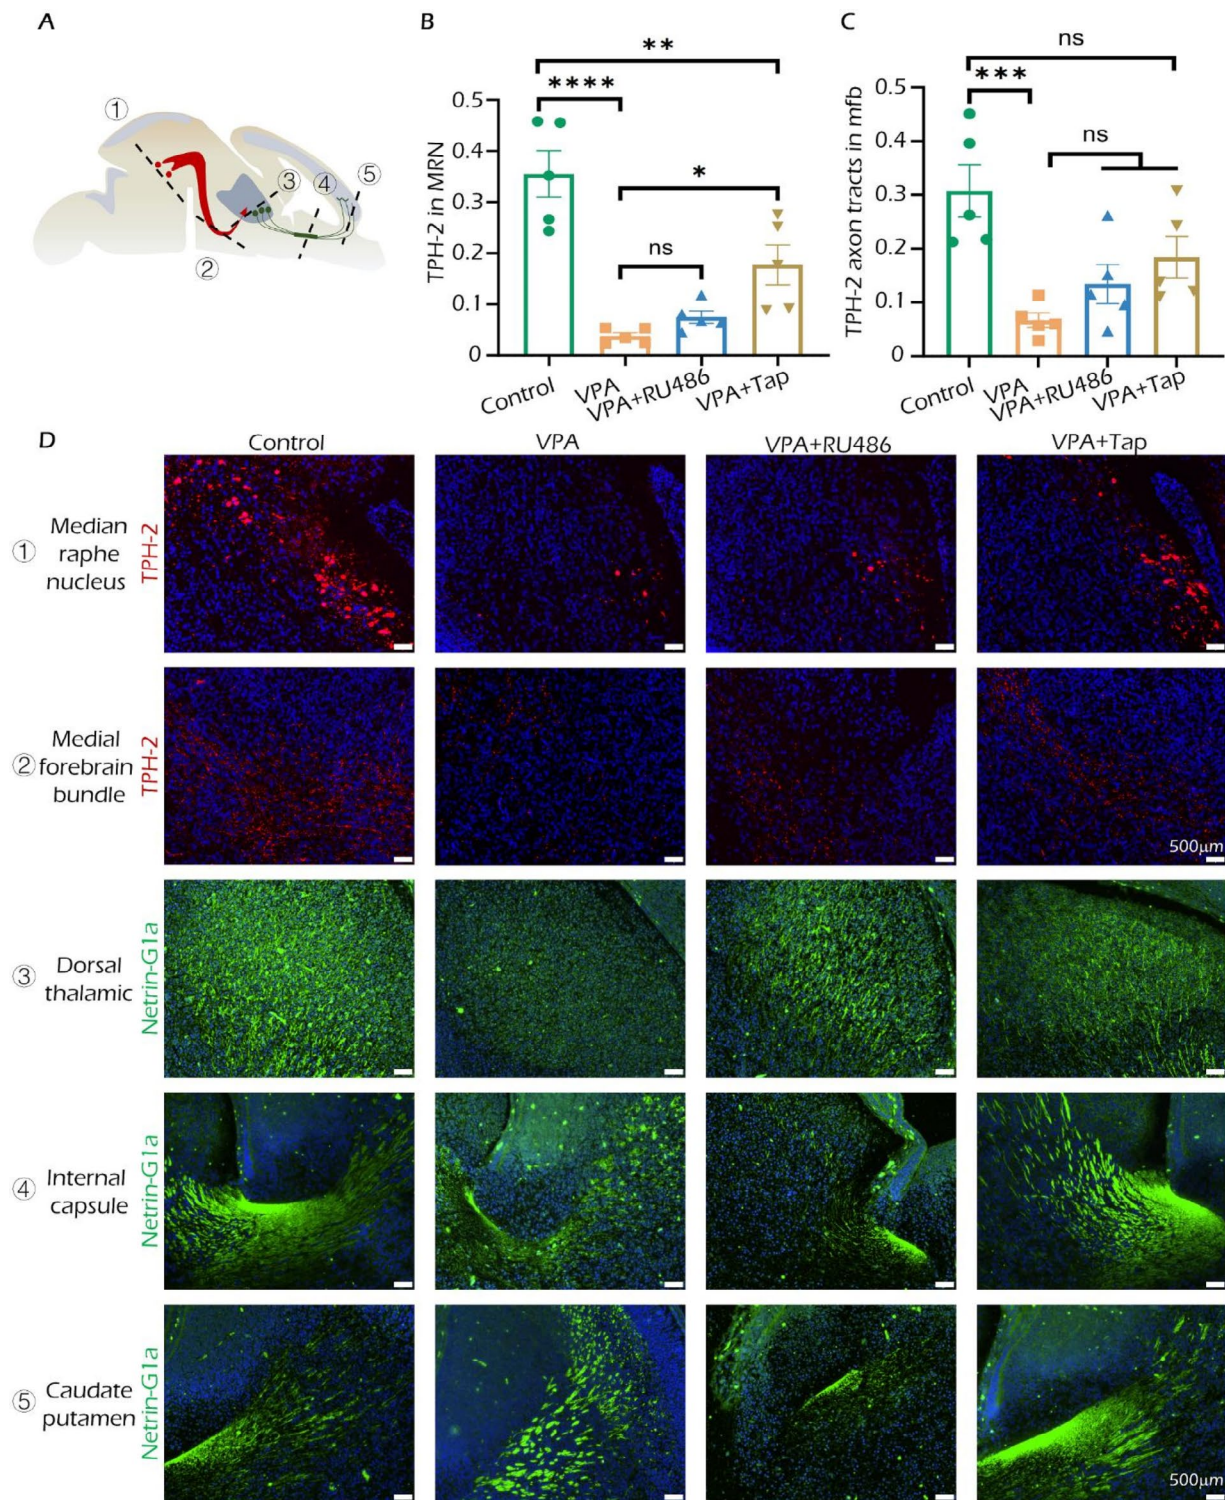 A
①
②
③
④
⑤
B
**
****
*
ns
TPH-2 in MRN
0.5
0.4
0.3
0.2
0.1
0
Control
VPA
VPA+RU486
VPA+Tap
C
ns
***
ns
TPH-2 axon tracts in mfb
0.5
0.4
0.3
0.2
0.1
0
Control
VPA
VPA+RU486
VPA+Tap
D
Control
VPA
VPA+RU486
VPA+Tap
① Median
raphe
nucleus
TPH-2
② Medial
forebrain
bundle
TPH-2
500μm
③ Dorsal
thalamic
Netrin-G1a
④ Internal
capsule
Netrin-G1a
⑤ Caudate
putamen
Netrin-G1a
500μm